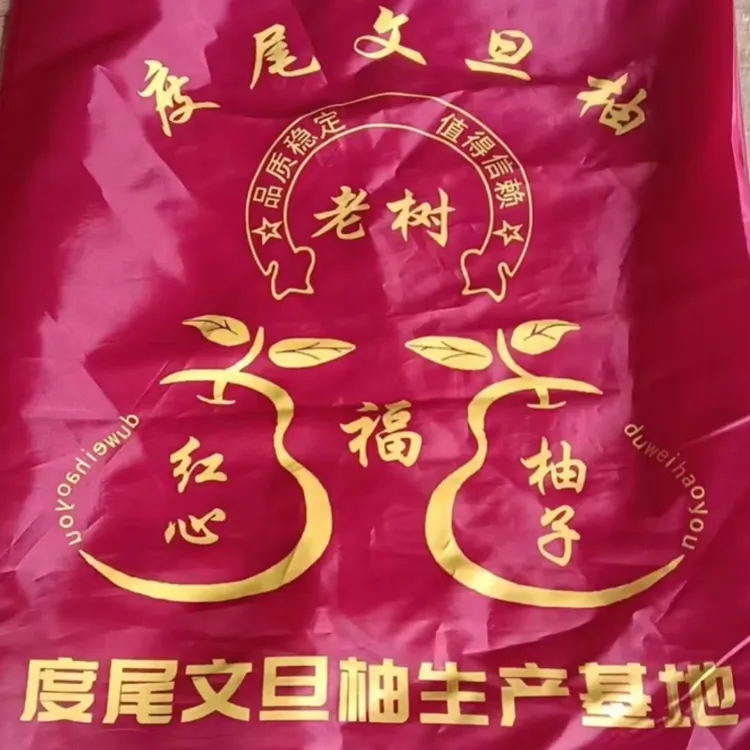 度尾文旦柚
品质稳定 值得信赖
老树
福
红心
柚子
duweihaoyou
duweihaoyou
度尾文旦柚生产基地